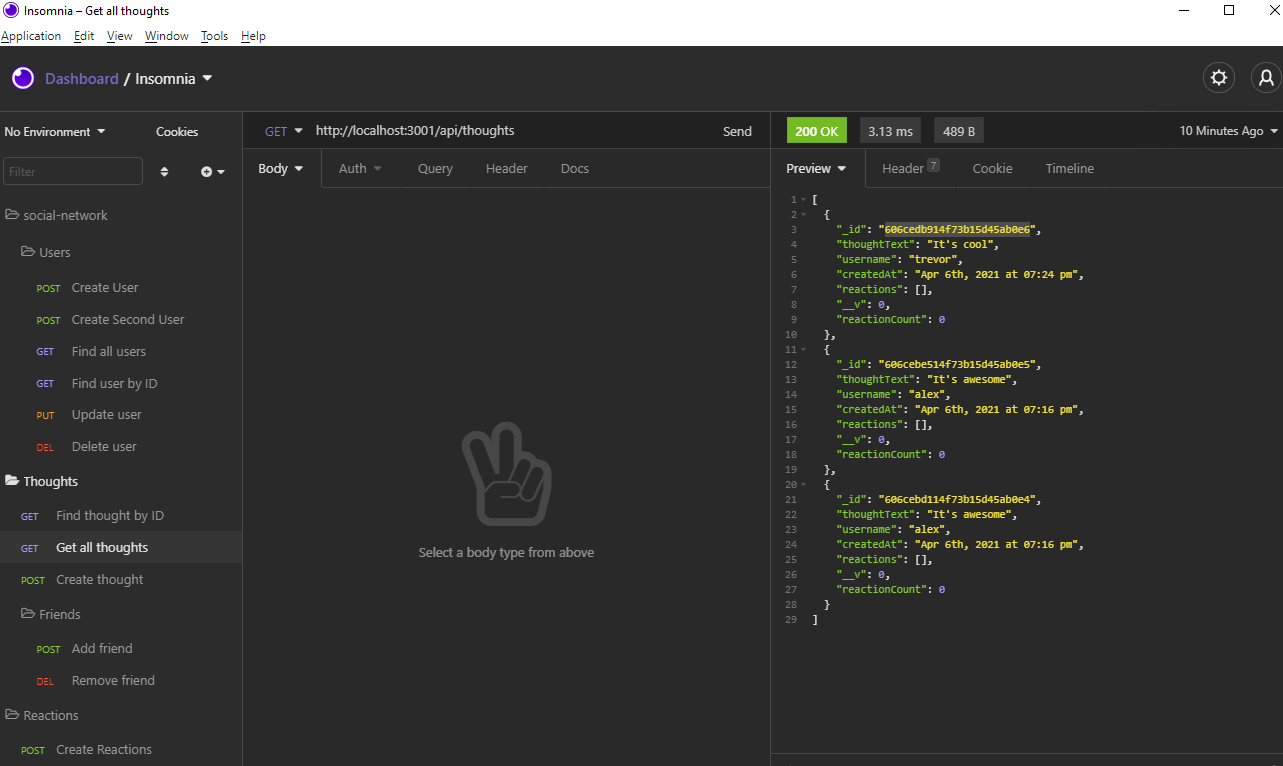 Insomnia – Get all thoughts
Application Edit View Window Tools Help
Dashboard / Insomnia
No Environment Cookies
Filter
social-network
Users
POST Create User
POST Create Second User
GET Find all users
GET Find user by ID
PUT Update user
DEL Delete user
Thoughts
GET Find thought by ID
GET Get all thoughts
POST Create thought
Friends
POST Add friend
DEL Remove friend
Reactions
POST Create Reactions
GET http://localhost:3001/api/thoughts Send
Body Auth Query Header Docs
Select a body type from above
200 OK 3.13 ms 489 B 10 Minutes Ago
Preview Header 7 Cookie Timeline
1 [
2 {
3 "_id": "606cedb914f73b15d45ab0e6",
4 "thoughtText": "It's cool",
5 "username": "trevor",
6 "createdAt": "Apr 6th, 2021 at 07:24 pm",
7 "reactions": [],
8 "__v": 0,
9 "reactionCount": 0
10 },
11 {
12 "_id": "606cebe514f73b15d45ab0e5",
13 "thoughtText": "It's awesome",
14 "username": "alex",
15 "createdAt": "Apr 6th, 2021 at 07:16 pm",
16 "reactions": [],
17 "__v": 0,
18 "reactionCount": 0
19 },
20 {
21 "_id": "606cebd114f73b15d45ab0e4",
22 "thoughtText": "It's awesome",
23 "username": "alex",
24 "createdAt": "Apr 6th, 2021 at 07:16 pm",
25 "reactions": [],
26 "__v": 0,
27 "reactionCount": 0
28 }
29 ]